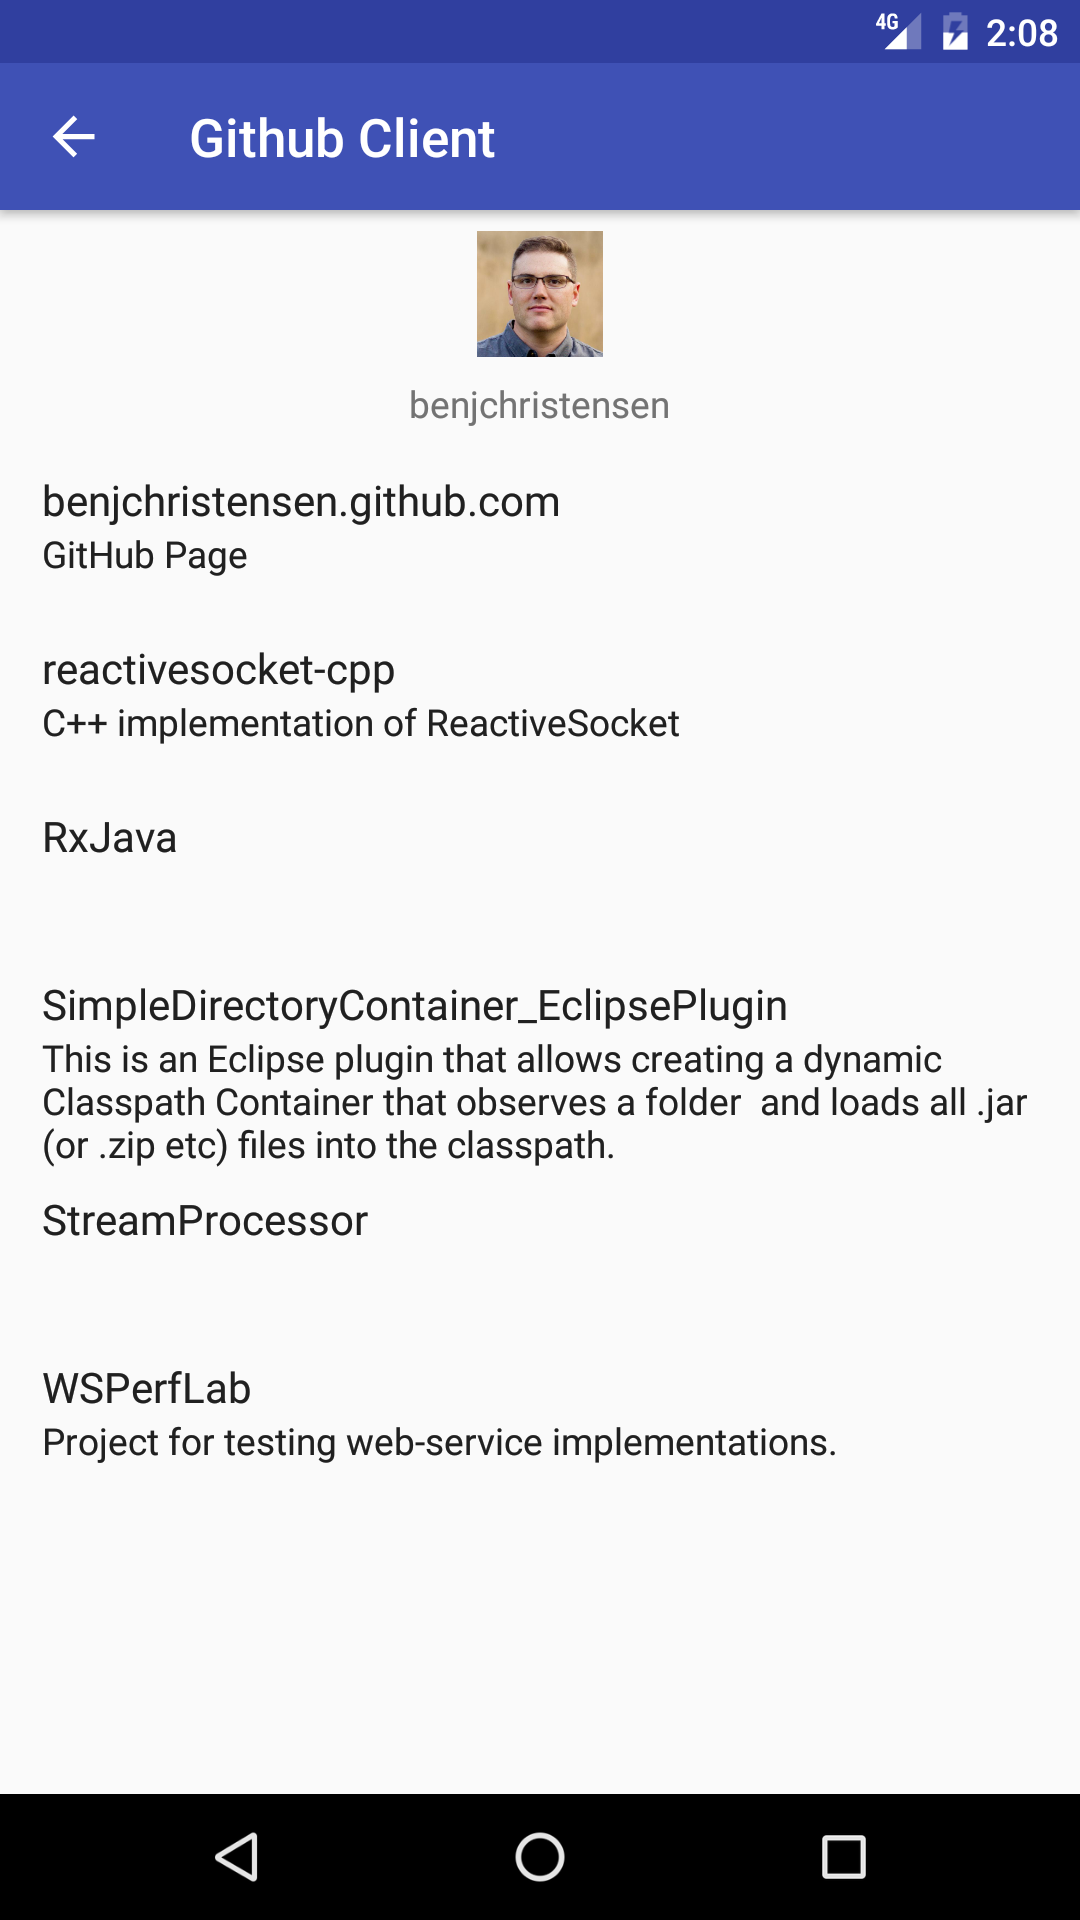 4G 2:08
Github Client
benjchristensen
benjchristensen.github.com
GitHub Page
reactivesocket-cpp
C++ implementation of ReactiveSocket
RxJava
SimpleDirectoryContainer_EclipsePlugin
This is an Eclipse plugin that allows creating a dynamic
Classpath Container that observes a folder  and loads all .jar
(or .zip etc) files into the classpath.
StreamProcessor
WSPerfLab
Project for testing web-service implementations.